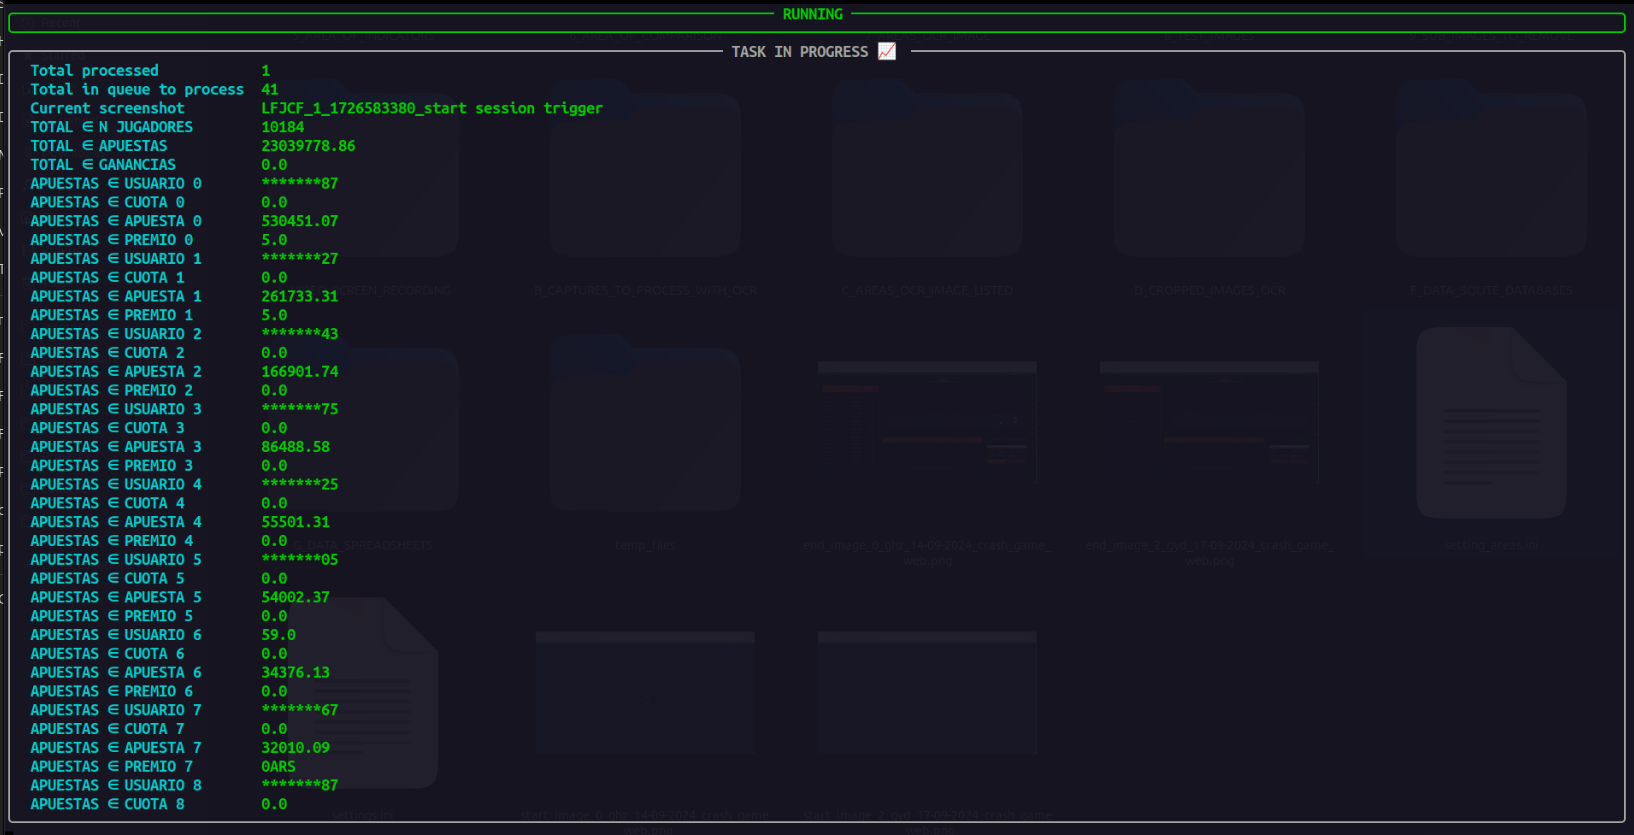 RUNNING
TASK IN PROGRESS 📈
Total processed 1
Total in queue to process 41
Current screenshot LFJCF_1_1726583380_start session trigger
TOTAL ∈ N JUGADORES 10184
TOTAL ∈ APUESTAS 23039778.86
TOTAL ∈ GANANCIAS 0.0
APUESTAS ∈ USUARIO 0 *******87
APUESTAS ∈ CUOTA 0 0.0
APUESTAS ∈ APUESTA 0 530451.07
APUESTAS ∈ PREMIO 0 5.0
APUESTAS ∈ USUARIO 1 *******27
APUESTAS ∈ CUOTA 1 0.0
APUESTAS ∈ APUESTA 1 261733.31
APUESTAS ∈ PREMIO 1 5.0
APUESTAS ∈ USUARIO 2 *******43
APUESTAS ∈ CUOTA 2 0.0
APUESTAS ∈ APUESTA 2 166901.74
APUESTAS ∈ PREMIO 2 0.0
APUESTAS ∈ USUARIO 3 *******75
APUESTAS ∈ CUOTA 3 0.0
APUESTAS ∈ APUESTA 3 86488.58
APUESTAS ∈ PREMIO 3 0.0
APUESTAS ∈ USUARIO 4 *******25
APUESTAS ∈ CUOTA 4 0.0
APUESTAS ∈ APUESTA 4 55501.31
APUESTAS ∈ PREMIO 4 0.0
APUESTAS ∈ USUARIO 5 *******05
APUESTAS ∈ CUOTA 5 0.0
APUESTAS ∈ APUESTA 5 54002.37
APUESTAS ∈ PREMIO 5 0.0
APUESTAS ∈ USUARIO 6 59.0
APUESTAS ∈ CUOTA 6 0.0
APUESTAS ∈ APUESTA 6 34376.13
APUESTAS ∈ PREMIO 6 0.0
APUESTAS ∈ USUARIO 7 *******67
APUESTAS ∈ CUOTA 7 0.0
APUESTAS ∈ APUESTA 7 32010.09
APUESTAS ∈ PREMIO 7 0ARS
APUESTAS ∈ USUARIO 8 *******87
APUESTAS ∈ CUOTA 8 0.0
B_CAPTURES_TO_PROCESS_WITH_OCR
C_AREAS_OCR_IMAGE_LISTED
D_CROPPED_IMAGES_OCR
temp_files